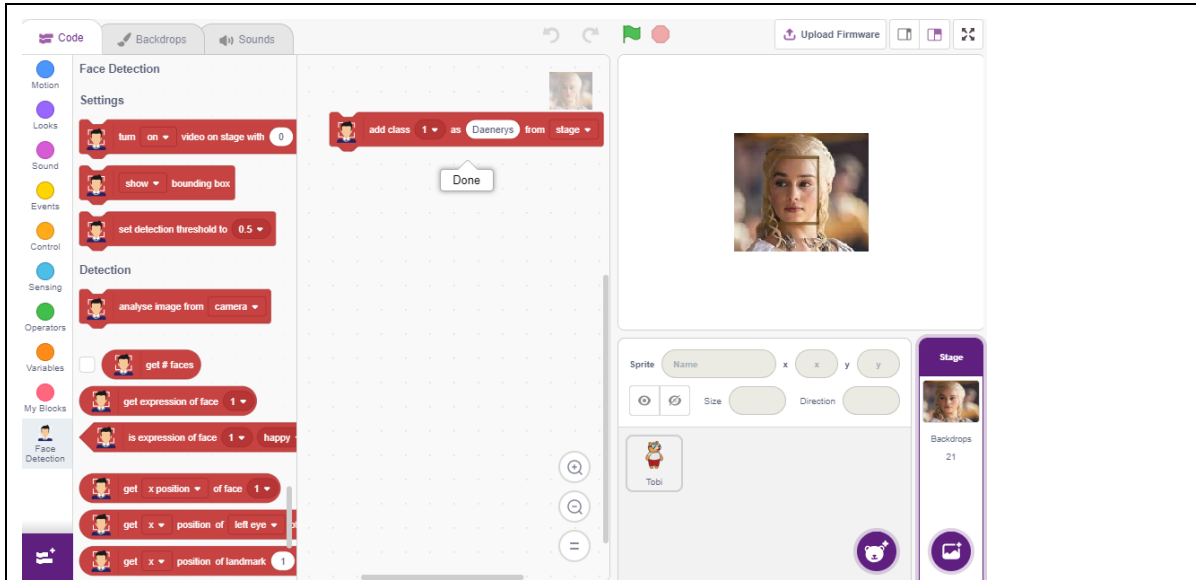 Code
Backdrops
Sounds
Upload Firmware
Motion
Looks
Sound
Events
Control
Sensing
Operators
Variables
My Blocks
Face
Detection
Face Detection
Settings
turn on video on stage with 0
show bounding box
set detection threshold to 0.5
Detection
analyse image from camera
get # faces
get expression of face 1
is expression of face 1 happy
get x position of face 1
get x position of left eye
get x position of landmark 1
add class 1 as Daenerys from stage
Done
Sprite Name x x y y
Size Direction
Tobi
Stage
Backdrops
21